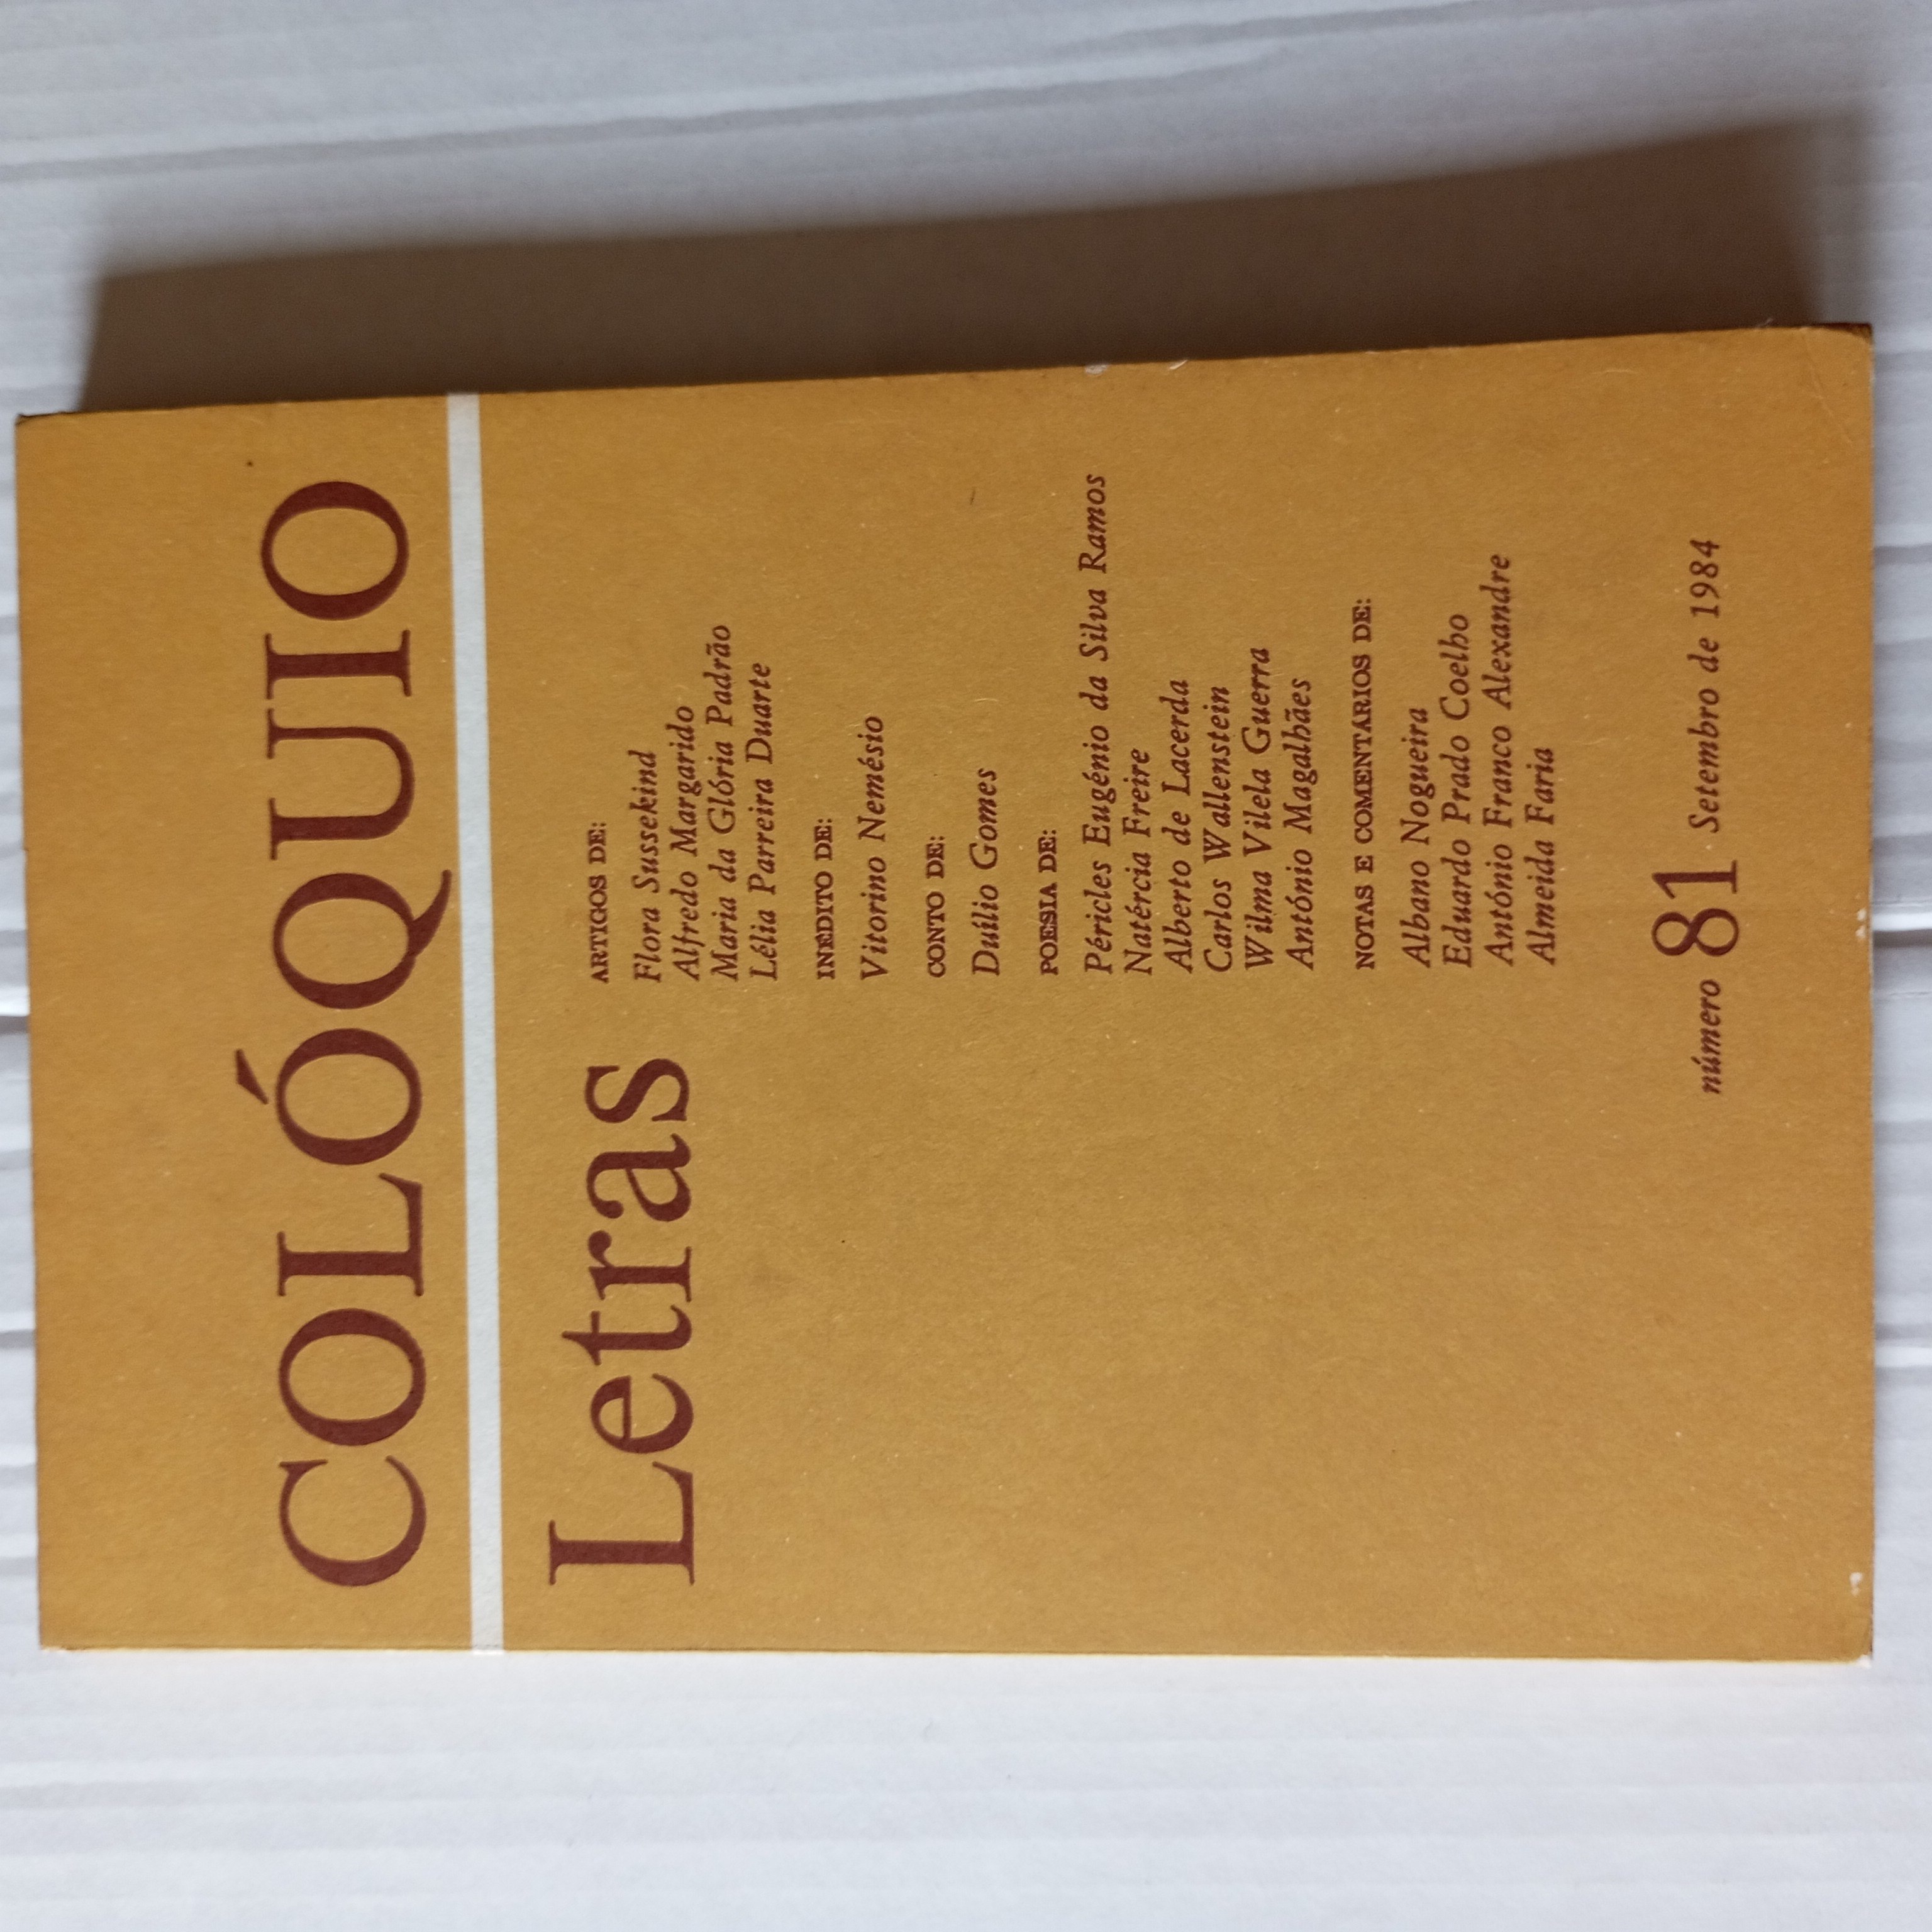 COLÓQUIO
Letras
ARTIGOS DE:
Flora Sussekind
Alfredo Margarido
Maria da Glória Padrão
Lélia Parreira Duarte
INÉDITO DE:
Vitorino Nemésio
CONTO DE:
Duílio Gomes
POESIA DE:
Péricles Eugénio da Silva Ramos
Natércia Freire
Alberto de Lacerda
Carlos Wallenstein
Wilma Vilela Guerra
António Magalhães
NOTAS E COMENTÁRIOS DE:
Albano Nogueira
Eduardo Prado Coelho
António Franco Alexandre
Almeida Faria
número 81 Setembro de 1984